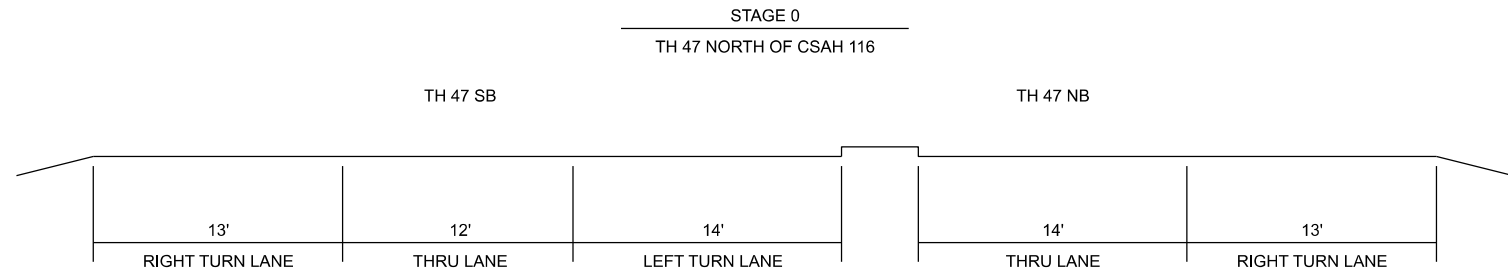 STAGE 0
TH 47 NORTH OF CSAH 116
TH 47 SB
TH 47 NB
13'
12'
14'
14'
13'
RIGHT TURN LANE
THRU LANE
LEFT TURN LANE
THRU LANE
RIGHT TURN LANE